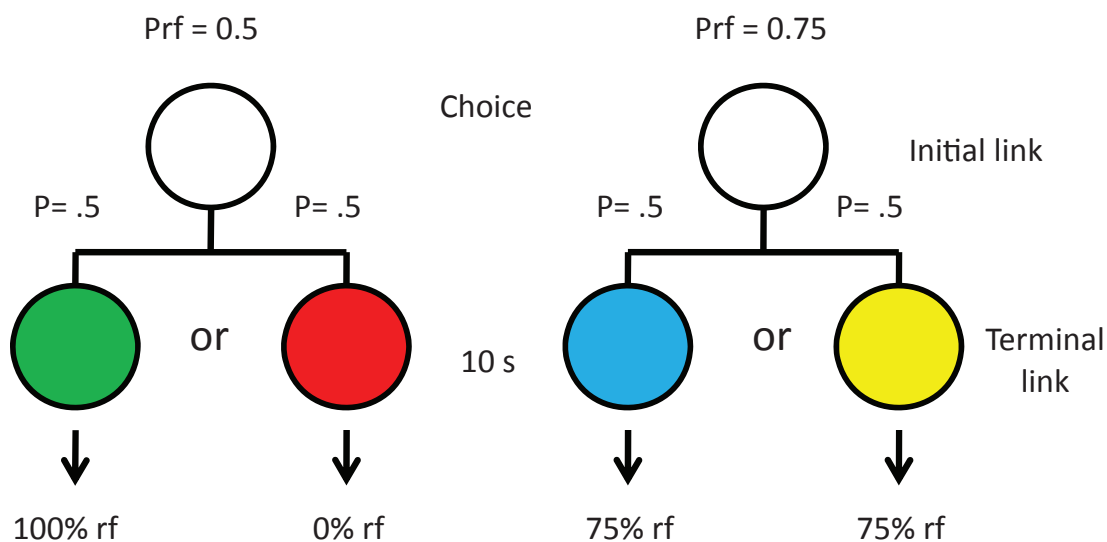 Prf = 0.5
Prf = 0.75
Choice
Initial link
P= .5
P= .5
P= .5
P= .5
or
10 s
or
Terminal
link
100% rf
0% rf
75% rf
75% rf